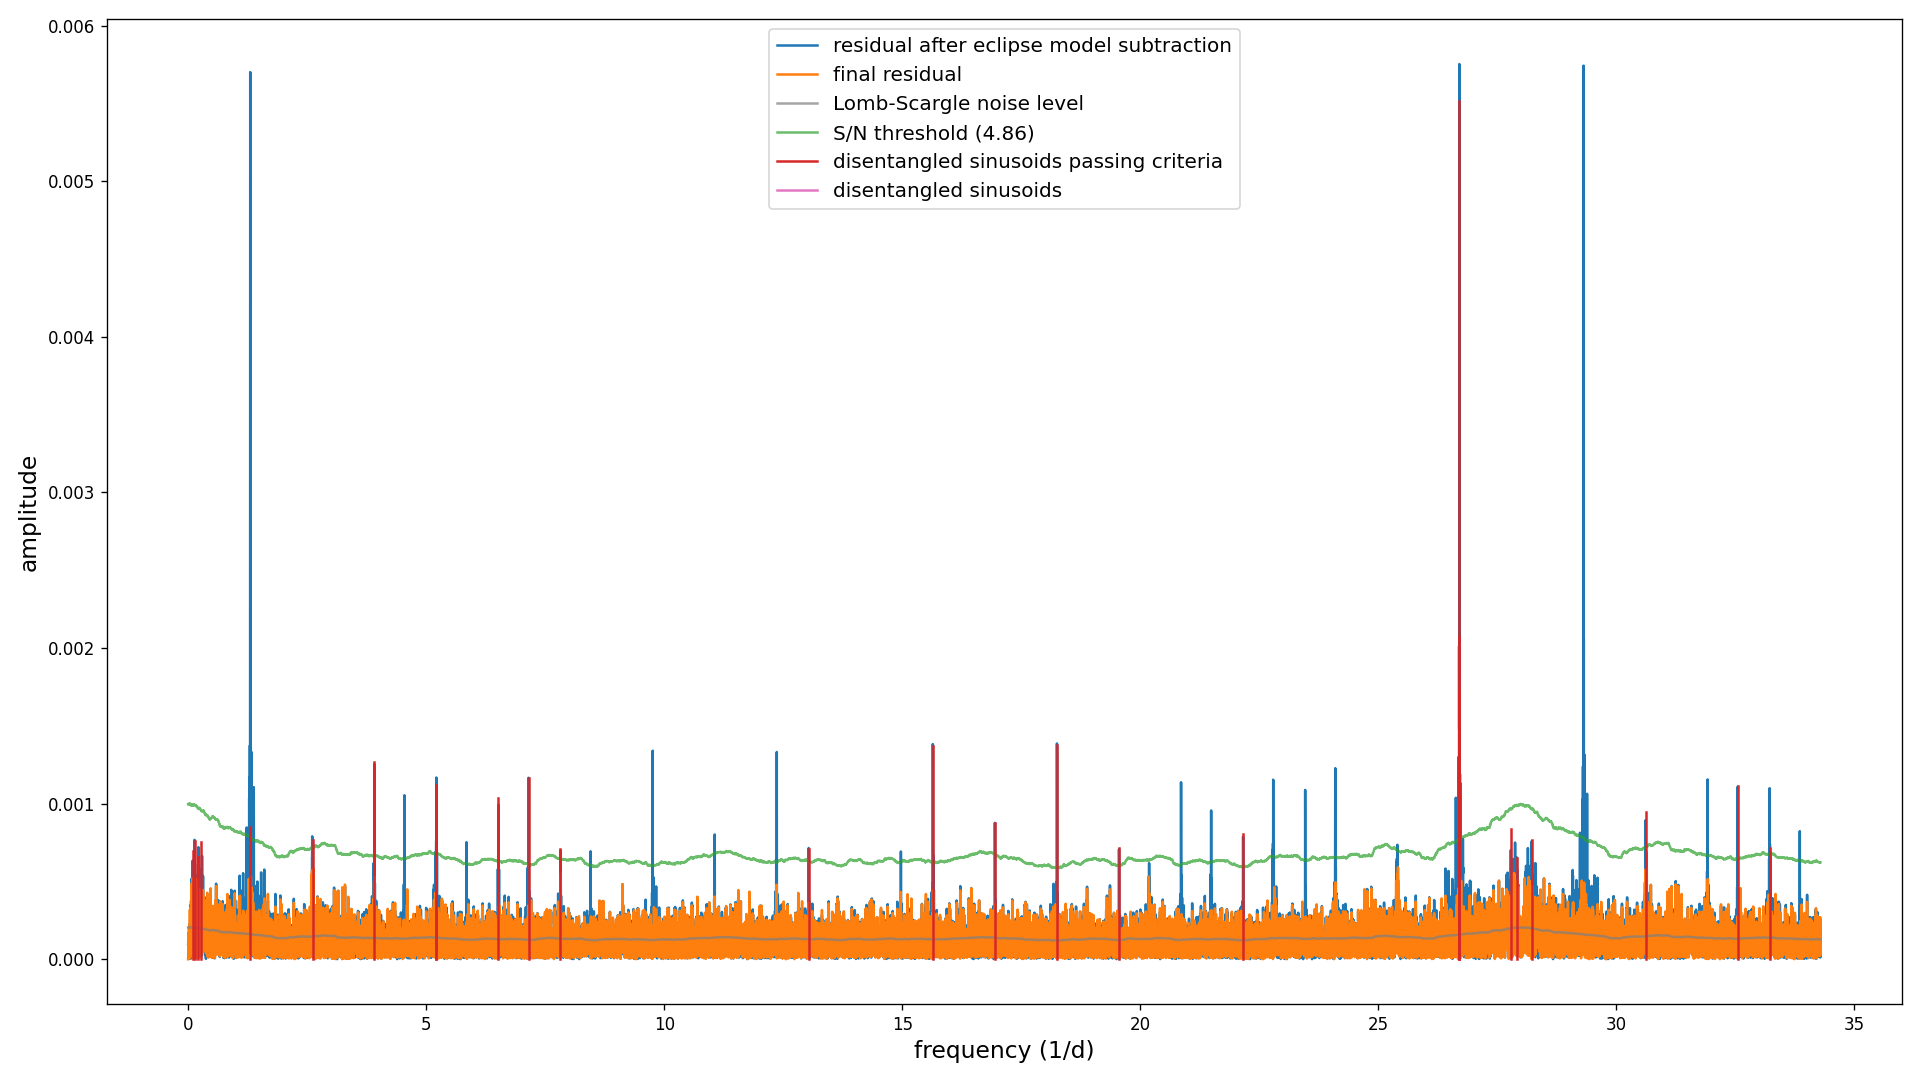 residual after eclipse model subtraction
final residual
Lomb-Scargle noise level
S/N threshold (4.86)
disentangled sinusoids passing criteria
disentangled sinusoids
0.006
0.005
0.004
0.003
0.002
0.001
0.000
amplitude
0 5 10 15 20 25 30 35
frequency (1/d)